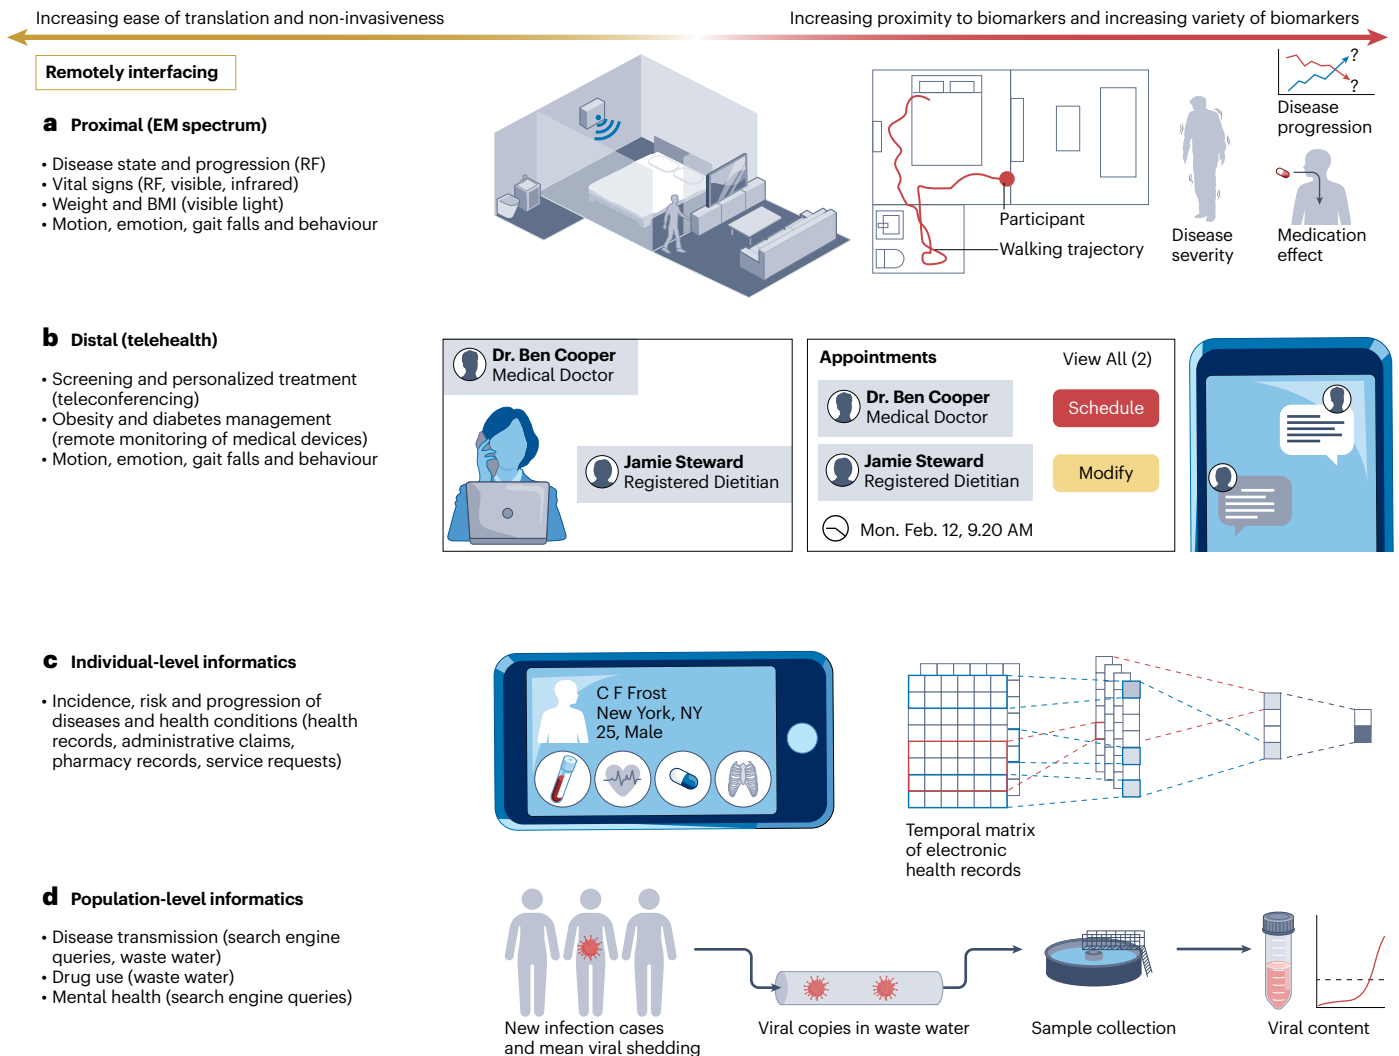 Increasing ease of translation and non-invasiveness
Increasing proximity to biomarkers and increasing variety of biomarkers
Remotely interfacing
a Proximal (EM spectrum)
• Disease state and progression (RF)
• Vital signs (RF, visible, infrared)
• Weight and BMI (visible light)
• Motion, emotion, gait falls and behaviour
Participant
Walking trajectory
Disease
severity
?
?
Disease
progression
Medication
effect
b Distal (telehealth)
• Screening and personalized treatment
(teleconferencing)
• Obesity and diabetes management
(remote monitoring of medical devices)
• Motion, emotion, gait falls and behaviour
Dr. Ben Cooper
Medical Doctor
Jamie Steward
Registered Dietitian
Appointments
View All (2)
Dr. Ben Cooper
Medical Doctor
Schedule
Jamie Steward
Registered Dietitian
Modify
Mon. Feb. 12, 9.20 AM
c Individual-level informatics
• Incidence, risk and progression of
diseases and health conditions (health
records, administrative claims,
pharmacy records, service requests)
C F Frost
New York, NY
25, Male
Temporal matrix
of electronic
health records
d Population-level informatics
• Disease transmission (search engine
queries, waste water)
• Drug use (waste water)
• Mental health (search engine queries)
New infection cases
and mean viral shedding
Viral copies in waste water
Sample collection
Viral content